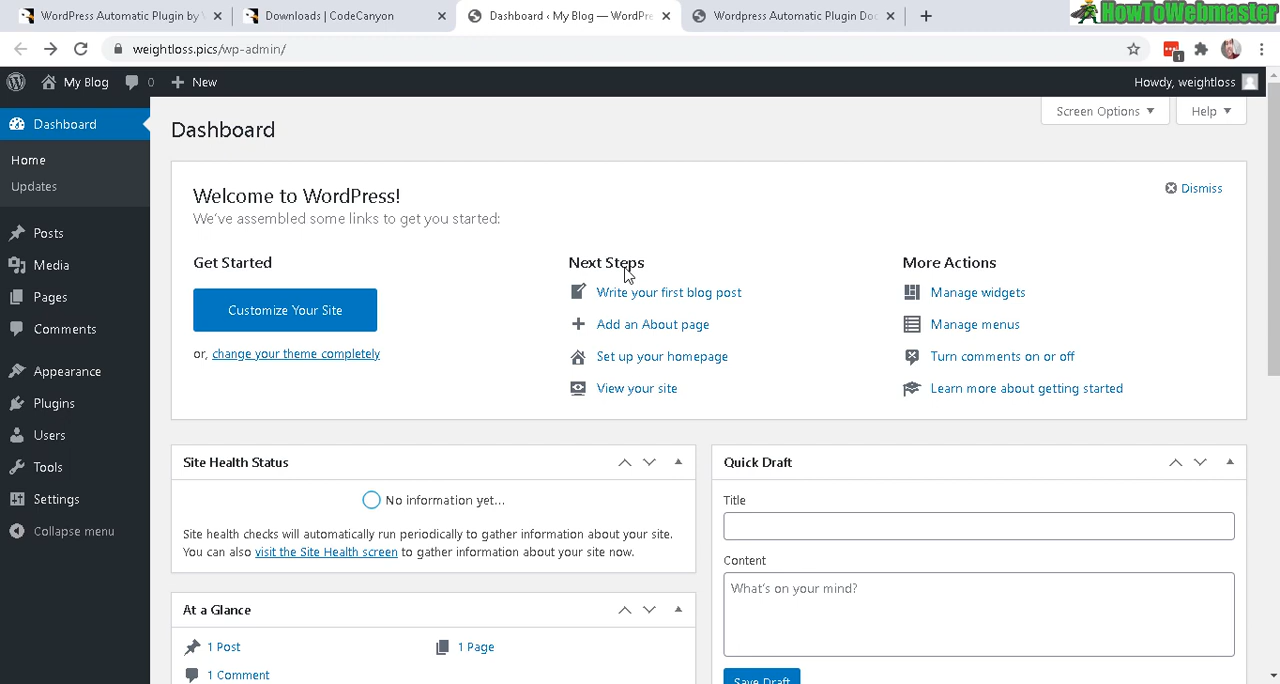 WordPress Automatic Plugin by
Downloads | CodeCanyon
Dashboard ‹ My Blog — WordPre
Wordpress Automatic Plugin Doc
HowToWebmaster
weightloss.pics/wp-admin/
1
My Blog
0
New
Howdy, weightloss
Dashboard
Home
Updates
Posts
Media
Pages
Comments
Appearance
Plugins
Users
Tools
Settings
Collapse menu
Screen Options
Help
Dashboard
Welcome to WordPress!
Dismiss
We've assembled some links to get you started:
Get Started
Customize Your Site
or, change your theme completely
Next Steps
Write your first blog post
Add an About page
Set up your homepage
View your site
More Actions
Manage widgets
Manage menus
Turn comments on or off
Learn more about getting started
Site Health Status
No information yet...
Site health checks will automatically run periodically to gather information about your site.
You can also visit the Site Health screen to gather information about your site now.
At a Glance
1 Post
1 Page
1 Comment
Quick Draft
Title
Content
What's on your mind?
Save Draft